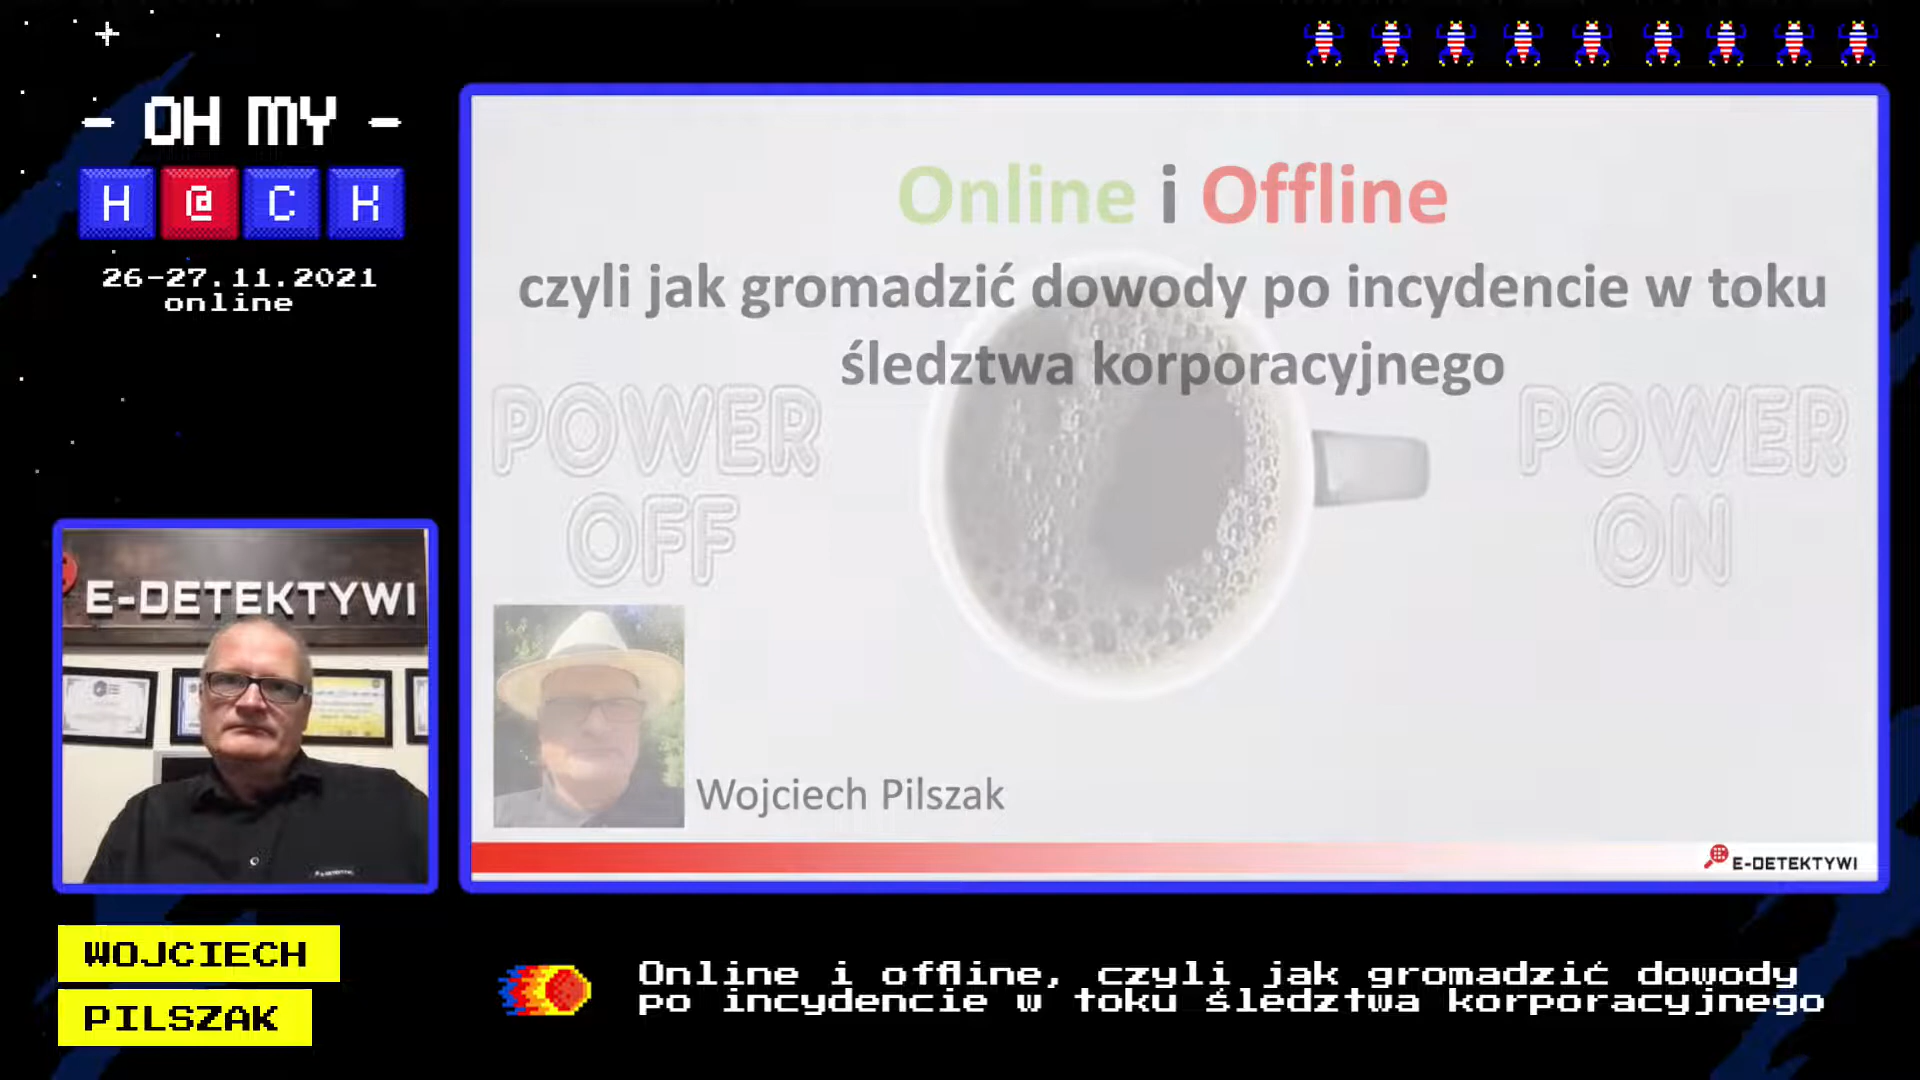 - OH MY -
H@CK
26-27.11.2021
online
Online i Offline
czyli jak gromadzić dowody po incydencie w toku
śledztwa korporacyjnego
POWER
OFF
POWER
ON
E-DETEKTYWI
Wojciech Pilszak
E-DETEKTYWI
WOJCIECH
PILSZAK
Online i offline, czyli jak gromadzić dowody
po incydencie w toku śledztwa korporacyjnego